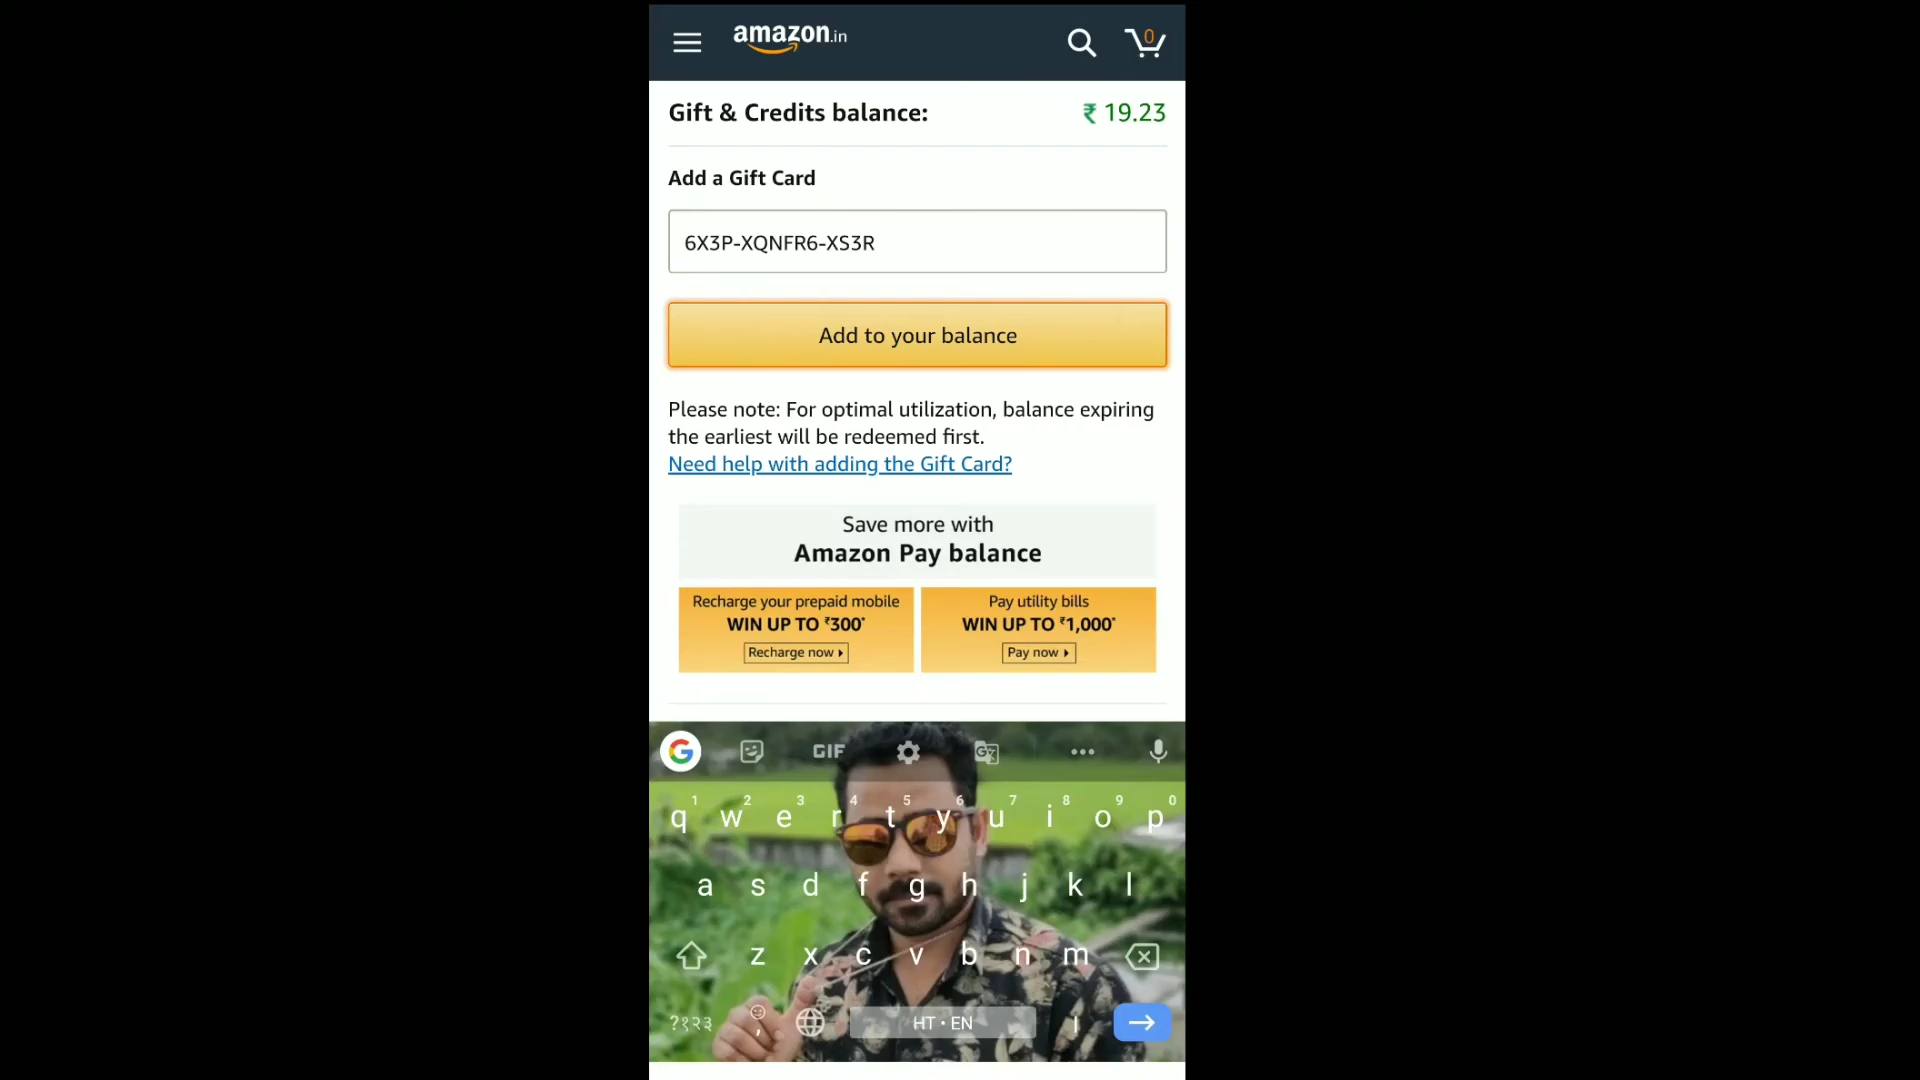 amazon.in
0
Gift & Credits balance: ₹ 19.23
Add a Gift Card
6X3P-XQNFR6-XS3R
Add to your balance
Please note: For optimal utilization, balance expiring
the earliest will be redeemed first.
Need help with adding the Gift Card?
Save more with
Amazon Pay balance
Recharge your prepaid mobile
WIN UP TO ₹300*
Recharge now
Pay utility bills
WIN UP TO ₹1,000*
Pay now
G GIF G
1 2 3 4 5 6 7 8 9 0
q w e r t y u i o p
a s d f g h j k l
z x c v b n m
?१२३ , HT • EN ।